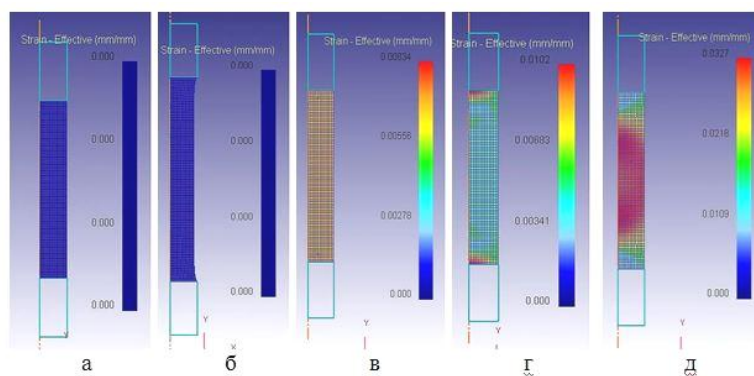 Strain - Effective (mm/mm)
0.000
0.000
0.000
0.000
Y
а
Strain - Effective (mm/mm)
0.000
0.000
0.000
0.000
Y
X
б
Strain - Effective (mm/mm)
0.00834
0.00556
0.00278
0.000
Y
в
Strain - Effective (mm/mm)
0.0102
0.00683
0.00341
0.000
Y
г
Strain - Effective (mm/mm)
0.0327
0.0218
0.0109
0.000
Y
д